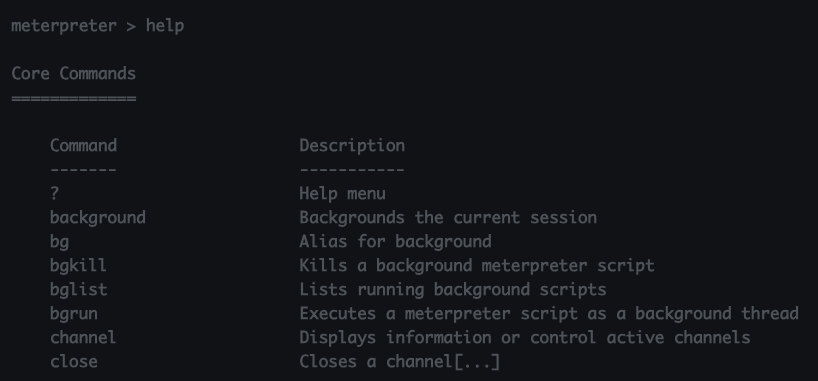 meterpreter > help
Core Commands
=============
Command Description
------- -----------
? Help menu
background Backgrounds the current session
bg Alias for background
bgkill Kills a background meterpreter script
bglist Lists running background scripts
bgrun Executes a meterpreter script as a background thread
channel Displays information or control active channels
close Closes a channel[...]